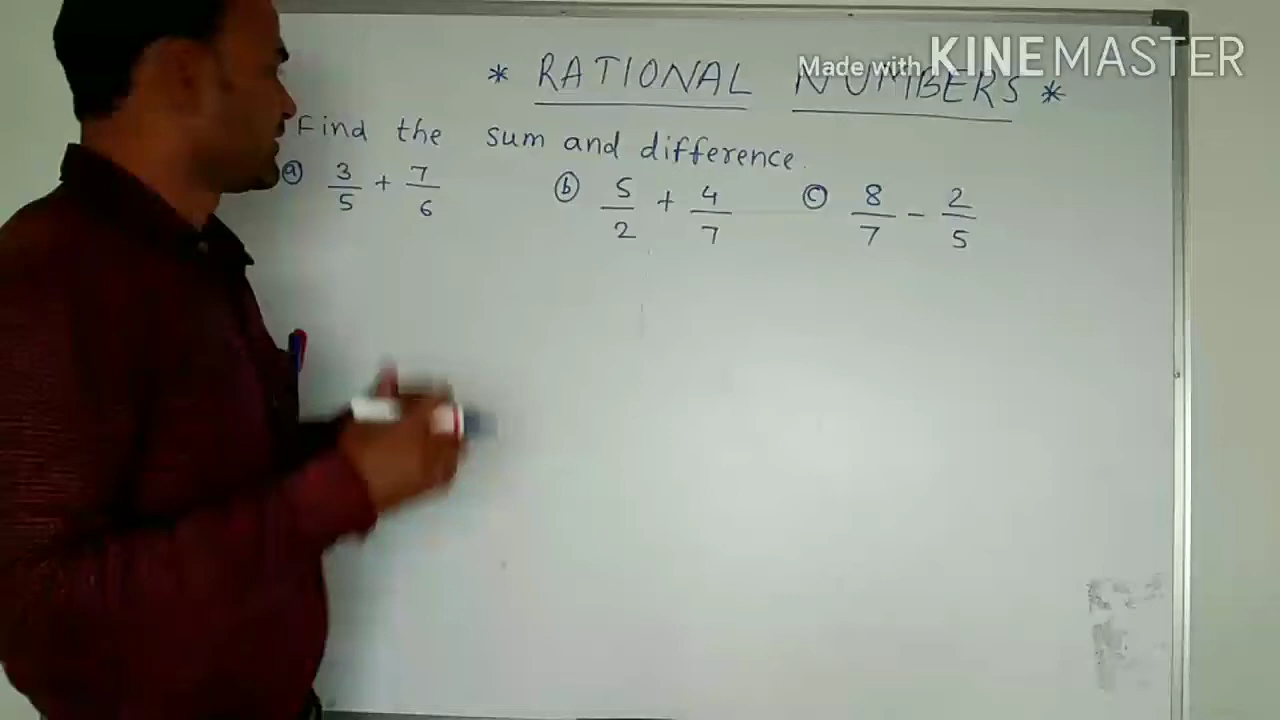 Made with KINEMASTER
* RATIONAL NUMBERS *
Find the sum and difference.
ⓐ 3/5 + 7/6 ⓑ 5/2 + 4/7 ⓒ 8/7 - 2/5